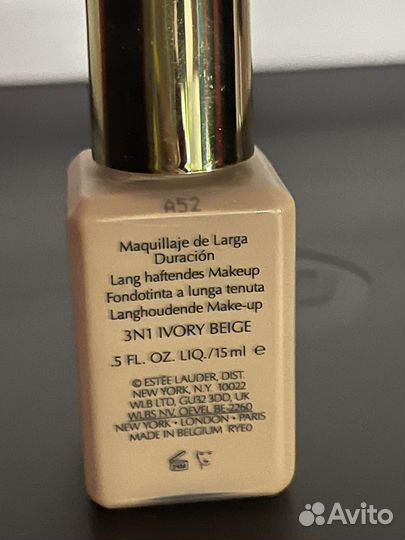 A52
Maquillaje de Larga
Duración
Lang haftendes Makeup
Fondotinta a lunga tenuta
Langhoudende Make-up
3N1 IVORY BEIGE
.5 FL. OZ. LIQ./15 ml ℮
© ESTĒE LAUDER, DIST.
NEW YORK, N.Y. 10022
WLB LTD, GU32 3DD, UK
WLBS NV. OEVEL BE-2260
NEW YORK • LONDON • PARIS
MADE IN BELGIUM RYE0
Avito